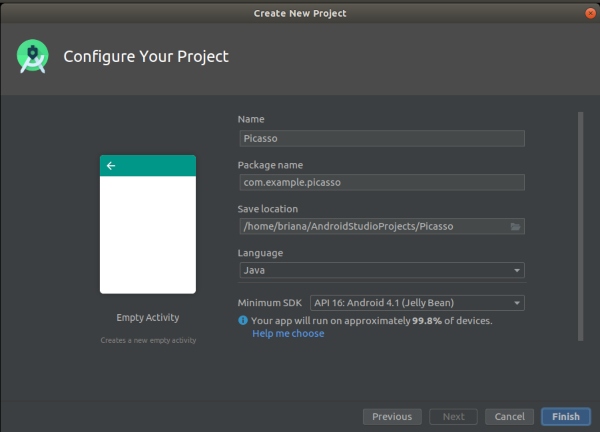 Create New Project
Configure Your Project
Name
Picasso
Package name
com.example.picasso
Save location
/home/briana/AndroidStudioProjects/Picasso
Language
Java
Minimum SDK API 16: Android 4.1 (Jelly Bean)
Your app will run on approximately 99.8% of devices.
Help me choose
Empty Activity
Creates a new empty activity
Previous Next Cancel Finish